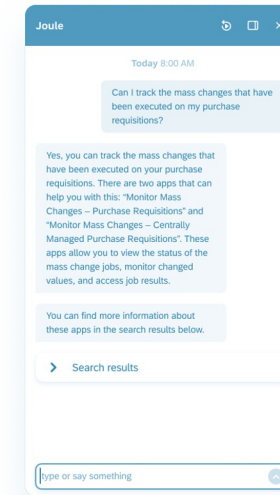 Joule
Today 8:00 AM
Can I track the mass changes that have
been executed on my purchase
requisitions?
Yes, you can track the mass changes that
have been executed on your purchase
requisitions. There are two apps that can
help you with this: “Monitor Mass
Changes – Purchase Requisitions” and
“Monitor Mass Changes – Centrally
Managed Purchase Requisitions”. These
apps allow you to view the status of the
mass change jobs, monitor changed
values, and access job results.
You can find more information about
these apps in the search results below.
Search results
type or say something